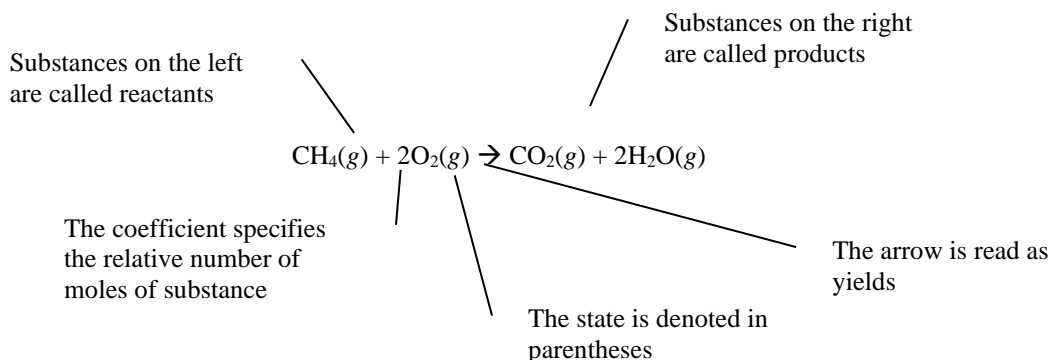 Substances on the right
are called products
Substances on the left
are called reactants
CH₄(g) + 2O₂(g) → CO₂(g) + 2H₂O(g)
The coefficient specifies
the relative number of
moles of substance
The arrow is read as
yields
The state is denoted in
parentheses